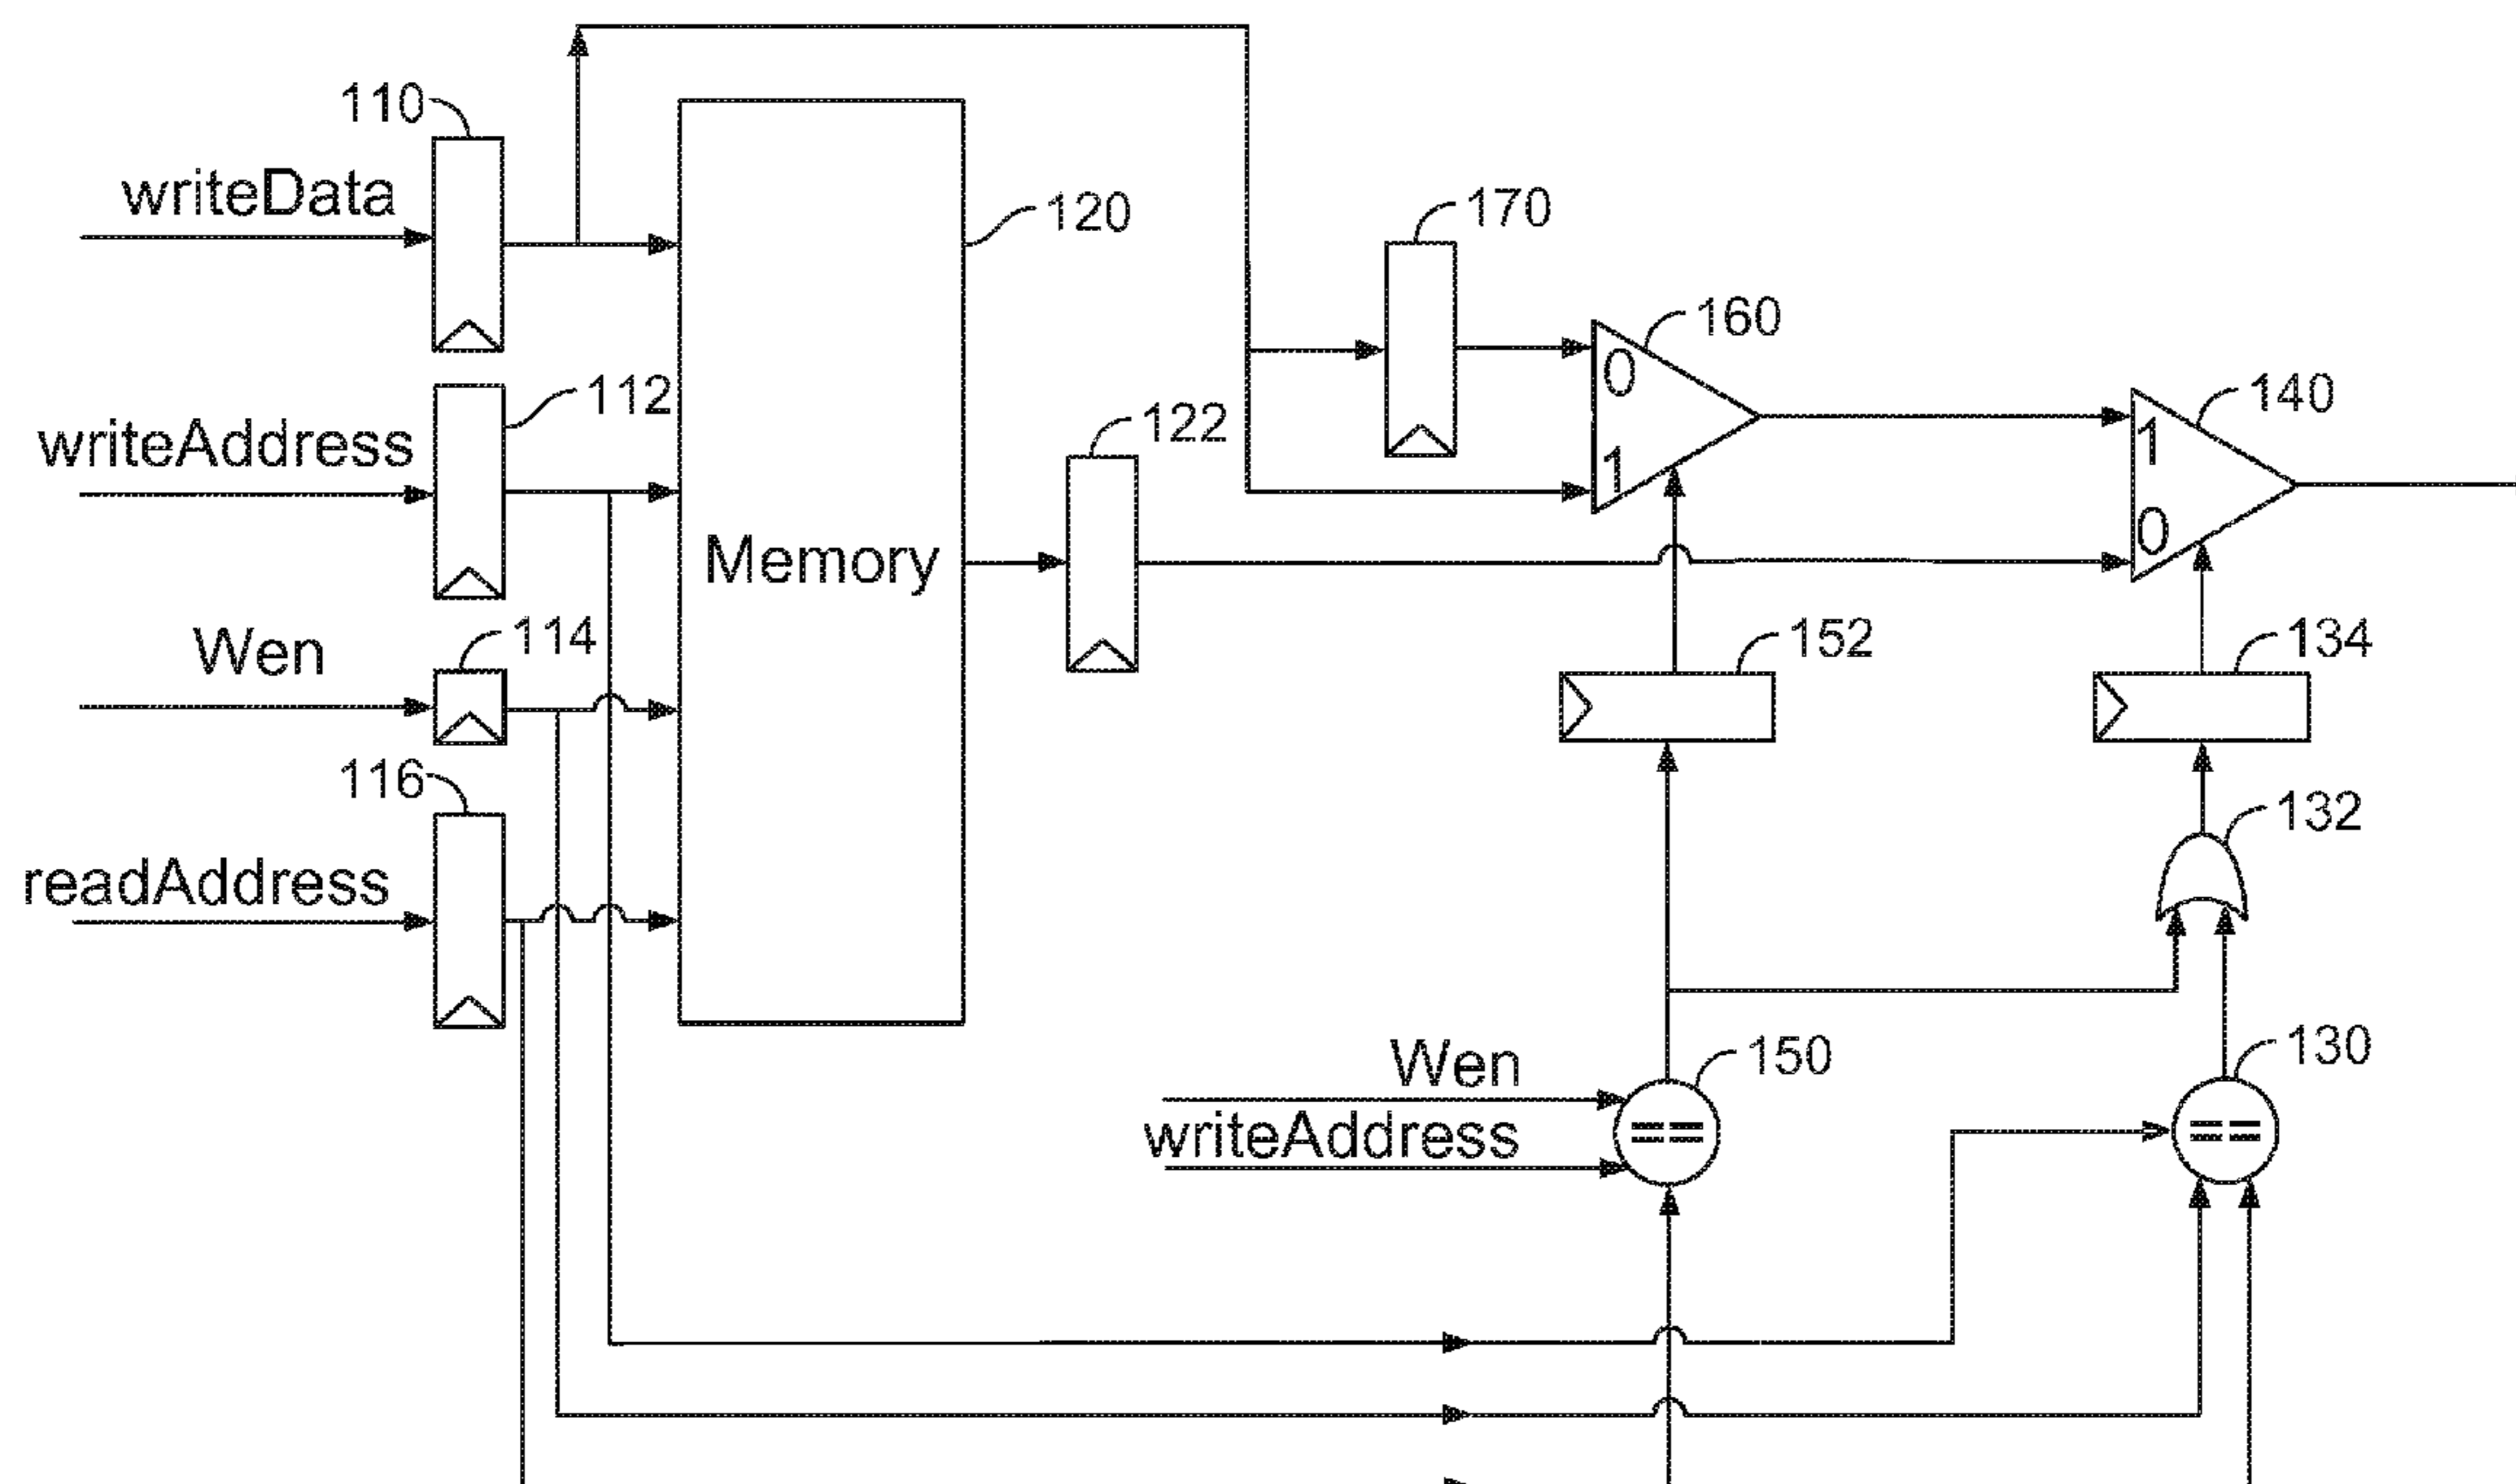 110
writeData
120
170
160
112
140
writeAddress
122
0
1
1
0
Memory
Wen
114
152
134
116
132
readAddress
Wen
150
130
writeAddress
==
==